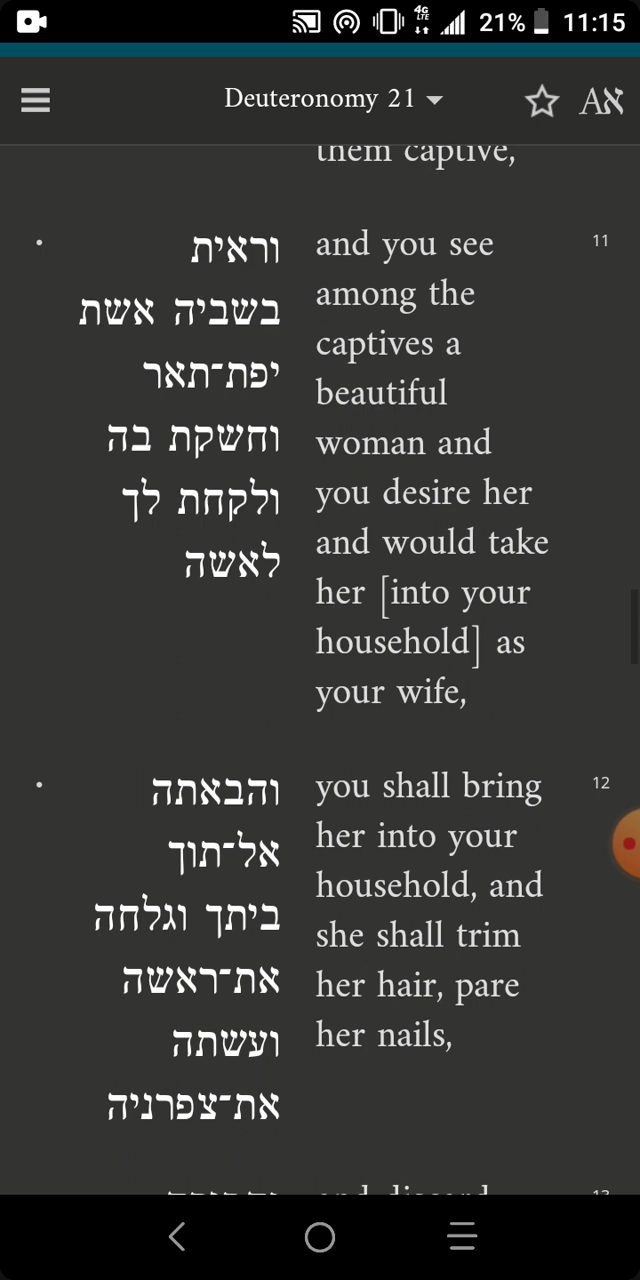 21% 11:15
Deuteronomy 21
them captive,
וראית
בשביה אשת
יפת־תאר
וחשקת בה
ולקחת לך
לאשה
and you see
among the
captives a
beautiful
woman and
you desire her
and would take
her [into your
household] as
your wife,
11
והבאתה
אל־תוך
ביתך וגלחה
את־ראשה
ועשתה
את־צפרניה
you shall bring
her into your
household, and
she shall trim
her hair, pare
her nails,
12
and discard
13